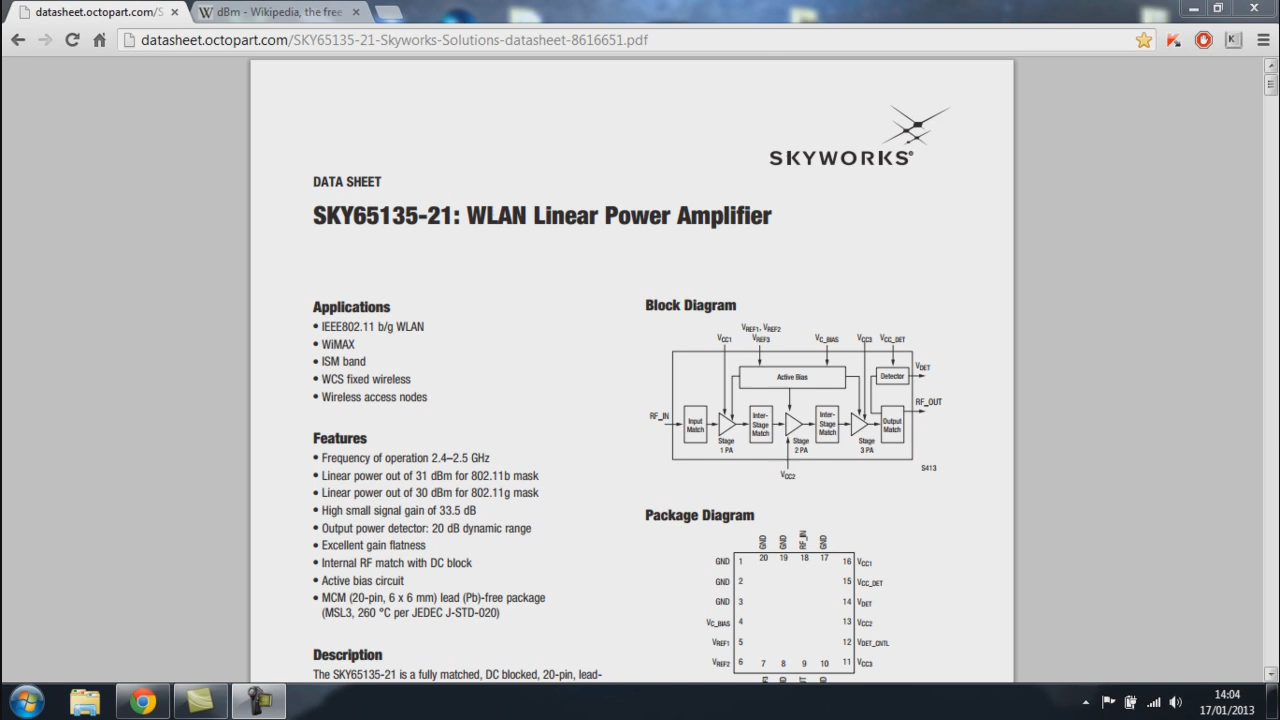 datasheet.octopart.com/S
dBm - Wikipedia, the free
datasheet.octopart.com/SKY65135-21-Skyworks-Solutions-datasheet-8616651.pdf
SKYWORKS
DATA SHEET
SKY65135-21: WLAN Linear Power Amplifier
Applications
• IEEE802.11 b/g WLAN
• WiMAX
• ISM band
• WCS fixed wireless
• Wireless access nodes
Features
• Frequency of operation 2.4–2.5 GHz
• Linear power out of 31 dBm for 802.11b mask
• Linear power out of 30 dBm for 802.11g mask
• High small signal gain of 33.5 dB
• Output power detector: 20 dB dynamic range
• Excellent gain flatness
• Internal RF match with DC block
• Active bias circuit
• MCM (20-pin, 6 x 6 mm) lead (Pb)-free package
(MSL3, 260 °C per JEDEC J-STD-020)
Description
The SKY65135-21 is a fully matched, DC blocked, 20-pin, lead-
Block Diagram
VREF1, VREF2
VCC1 VREF3 VC_BIAS VCC3 VCC_DET
Active Bias
Detector
VDET
RF_IN
RF_OUT
Input
Match
Inter-
Stage
Match
Inter-
Stage
Match
Output
Match
Stage
1 PA
Stage
2 PA
Stage
3 PA
VCC2
S413
Package Diagram
GND GND RF_IN GND
20 19 18 17
GND 1
GND 2
GND 3
VC_BIAS 4
VREF1 5
VREF2 6
16 VCC1
15 VCC_DET
14 VDET
13 VCC2
12 VDET_CNTL
11 VCC3
7 8 9 10
14:04
17/01/2013